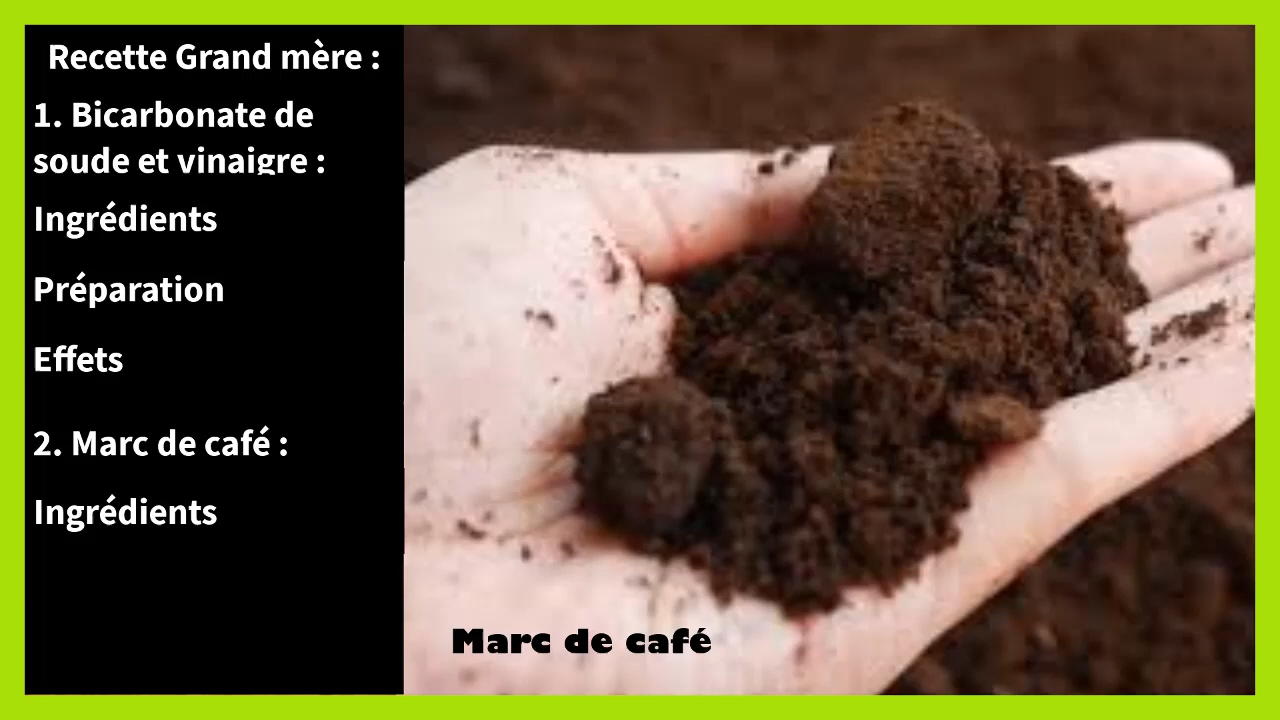 Recette Grand mère :
1. Bicarbonate de
soude et vinaigre :
Ingrédients
Préparation
Effets
2. Marc de café :
Ingrédients
Marc de café